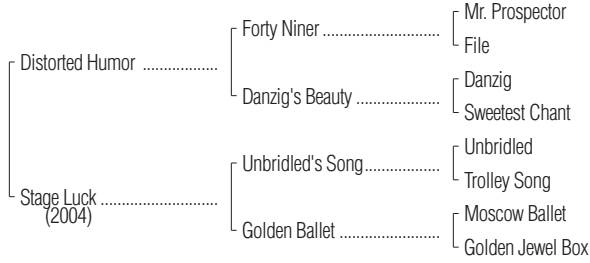 Mr. Prospector
Forty Niner ..............................
File
Distorted Humor ...................
Danzig
Danzig's Beauty .....................
Sweetest Chant
Unbridled
Unbridled's Song...................
Trolley Song
Stage Luck ..............................
(2004)
Moscow Ballet
Golden Ballet .........................
Golden Jewel Box